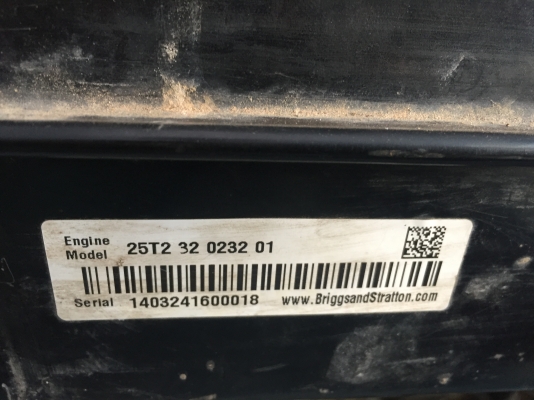 Engine
Model 25T2 32 0232 01
Serial 1403241600018 www.BriggsandStratton.com